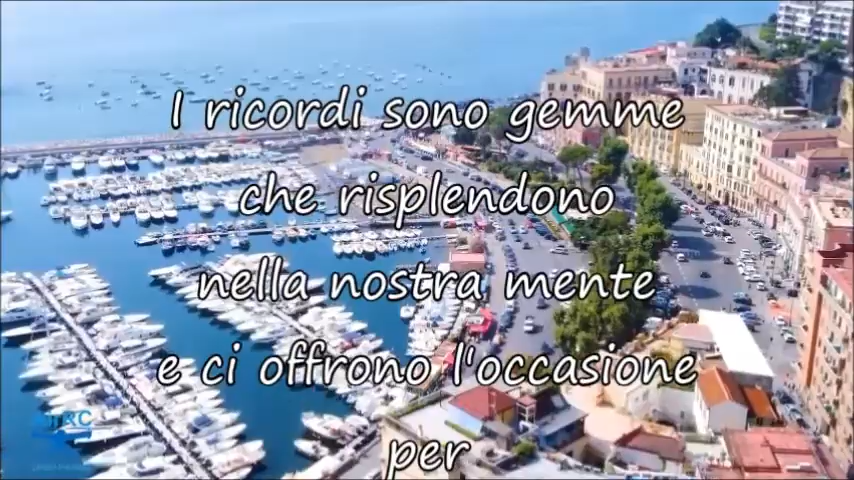 I ricordi sono gemme
che risplendono
nella nostra mente
e ci offrono l'occasione
per